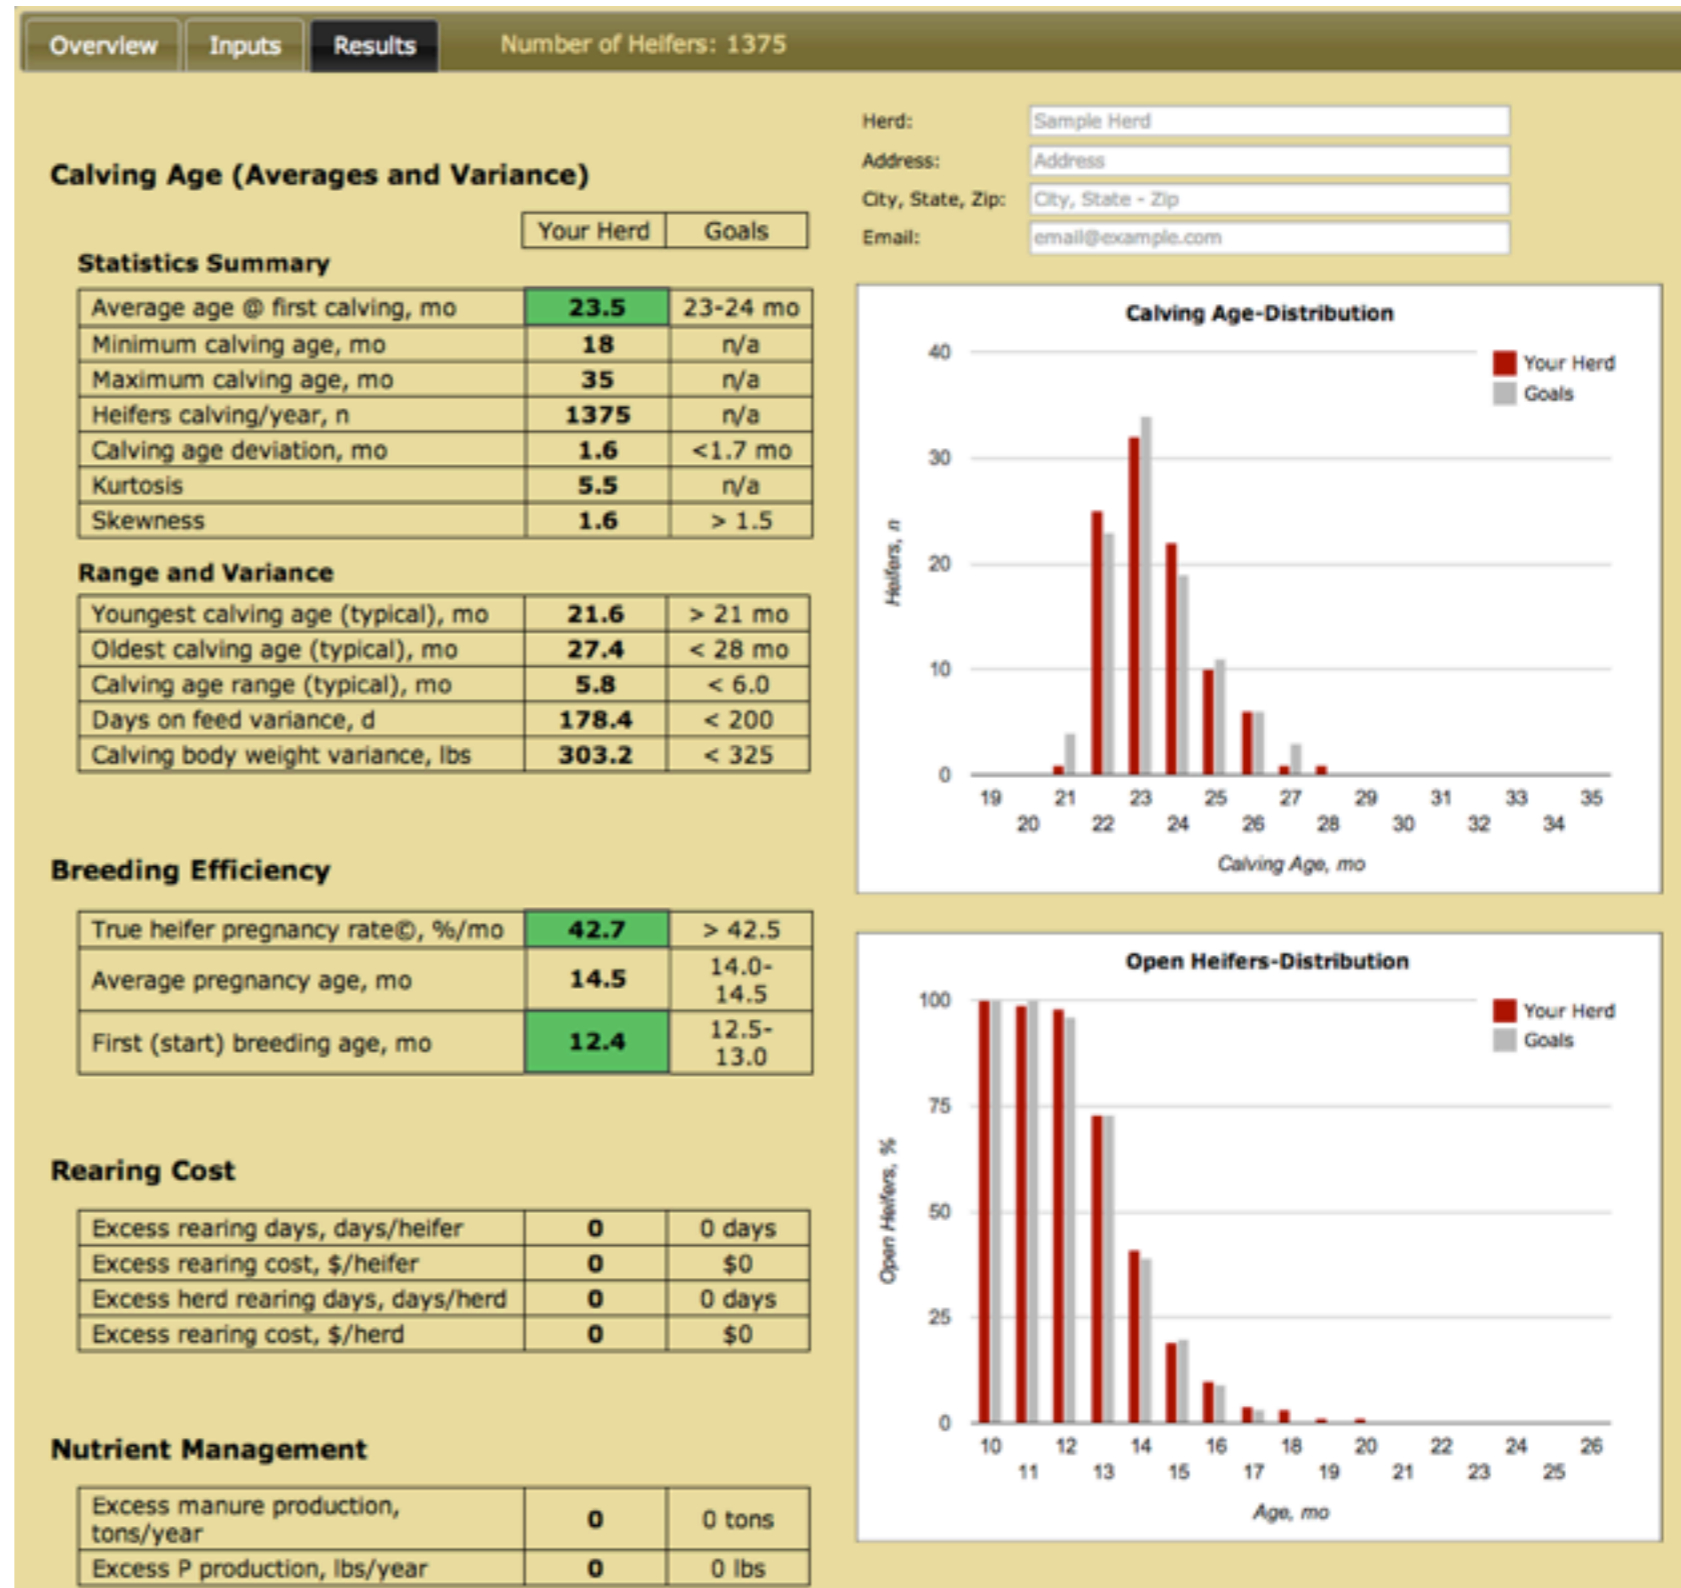 Overview Inputs Results Number of Heifers: 1375
Herd: Sample Herd
Address: Address
City, State, Zip: City, State - Zip
Email: email@example.com
Calving Age (Averages and Variance)
Your Herd Goals
Statistics Summary
Average age @ first calving, mo 23.5 23-24 mo
Minimum calving age, mo 18 n/a
Maximum calving age, mo 35 n/a
Heifers calving/year, n 1375 n/a
Calving age deviation, mo 1.6 <1.7 mo
Kurtosis 5.5 n/a
Skewness 1.6 > 1.5
Range and Variance
Youngest calving age (typical), mo 21.6 > 21 mo
Oldest calving age (typical), mo 27.4 < 28 mo
Calving age range (typical), mo 5.8 < 6.0
Days on feed variance, d 178.4 < 200
Calving body weight variance, lbs 303.2 < 325
Breeding Efficiency
True heifer pregnancy rate©, %/mo 42.7 > 42.5
Average pregnancy age, mo 14.5 14.0-
14.5
First (start) breeding age, mo 12.4 12.5-
13.0
Rearing Cost
Excess rearing days, days/heifer 0 0 days
Excess rearing cost, $/heifer 0 $0
Excess herd rearing days, days/herd 0 0 days
Excess rearing cost, $/herd 0 $0
Nutrient Management
Excess manure production,
tons/year 0 0 tons
Excess P production, lbs/year 0 0 lbs
Calving Age-Distribution
Your Herd
Goals
40
30
20
10
0
Heifers, n
19 21 23 25 27 29 31 33 35
20 22 24 26 28 30 32 34
Calving Age, mo
Open Heifers-Distribution
Your Herd
Goals
100
75
50
25
0
Open Heifers, %
10 12 14 16 18 20 22 24 26
11 13 15 17 19 21 23 25
Age, mo